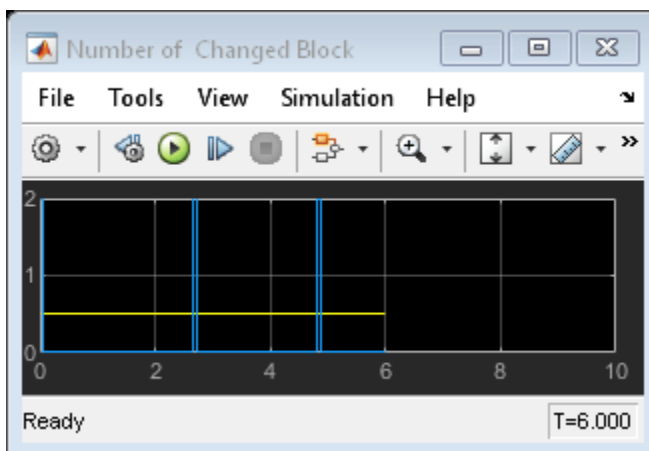 Number of  Changed Block
File Tools View Simulation Help
2
1
0
0 2 4 6 8 10
Ready T=6.000